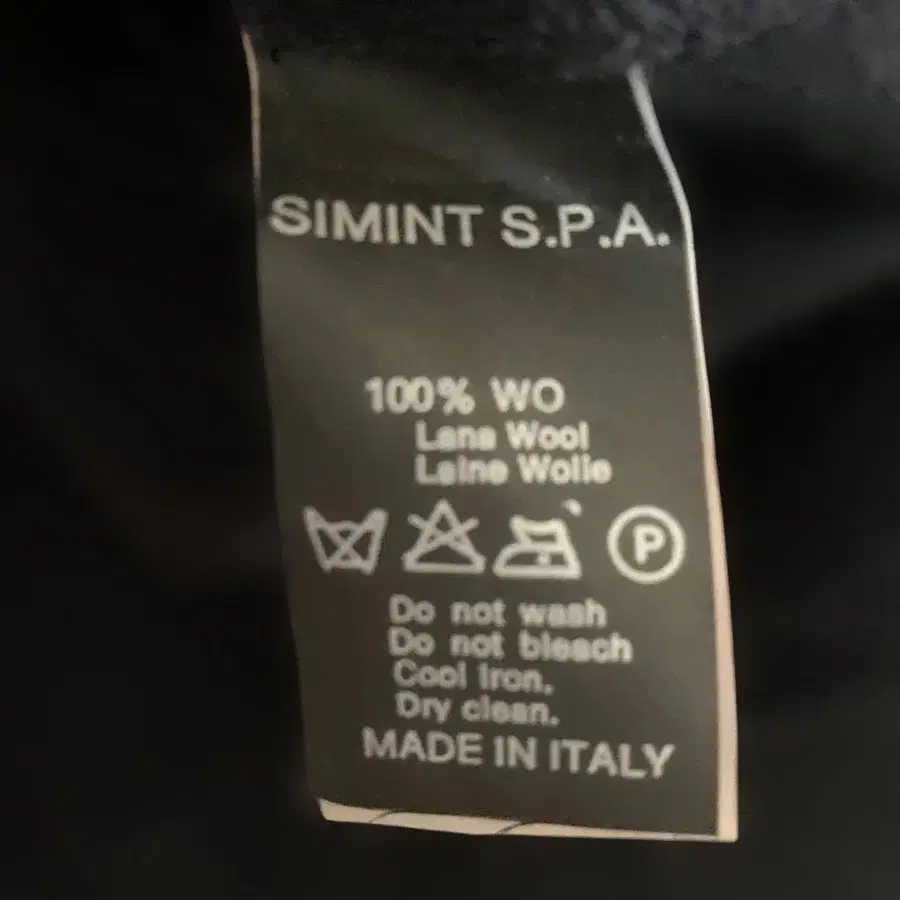 SIMINT S.P.A.
100% WO
Lana Wool
Laine Wolle
P
Do not wash
Do not bleach
Cool iron.
Dry clean.
MADE IN ITALY